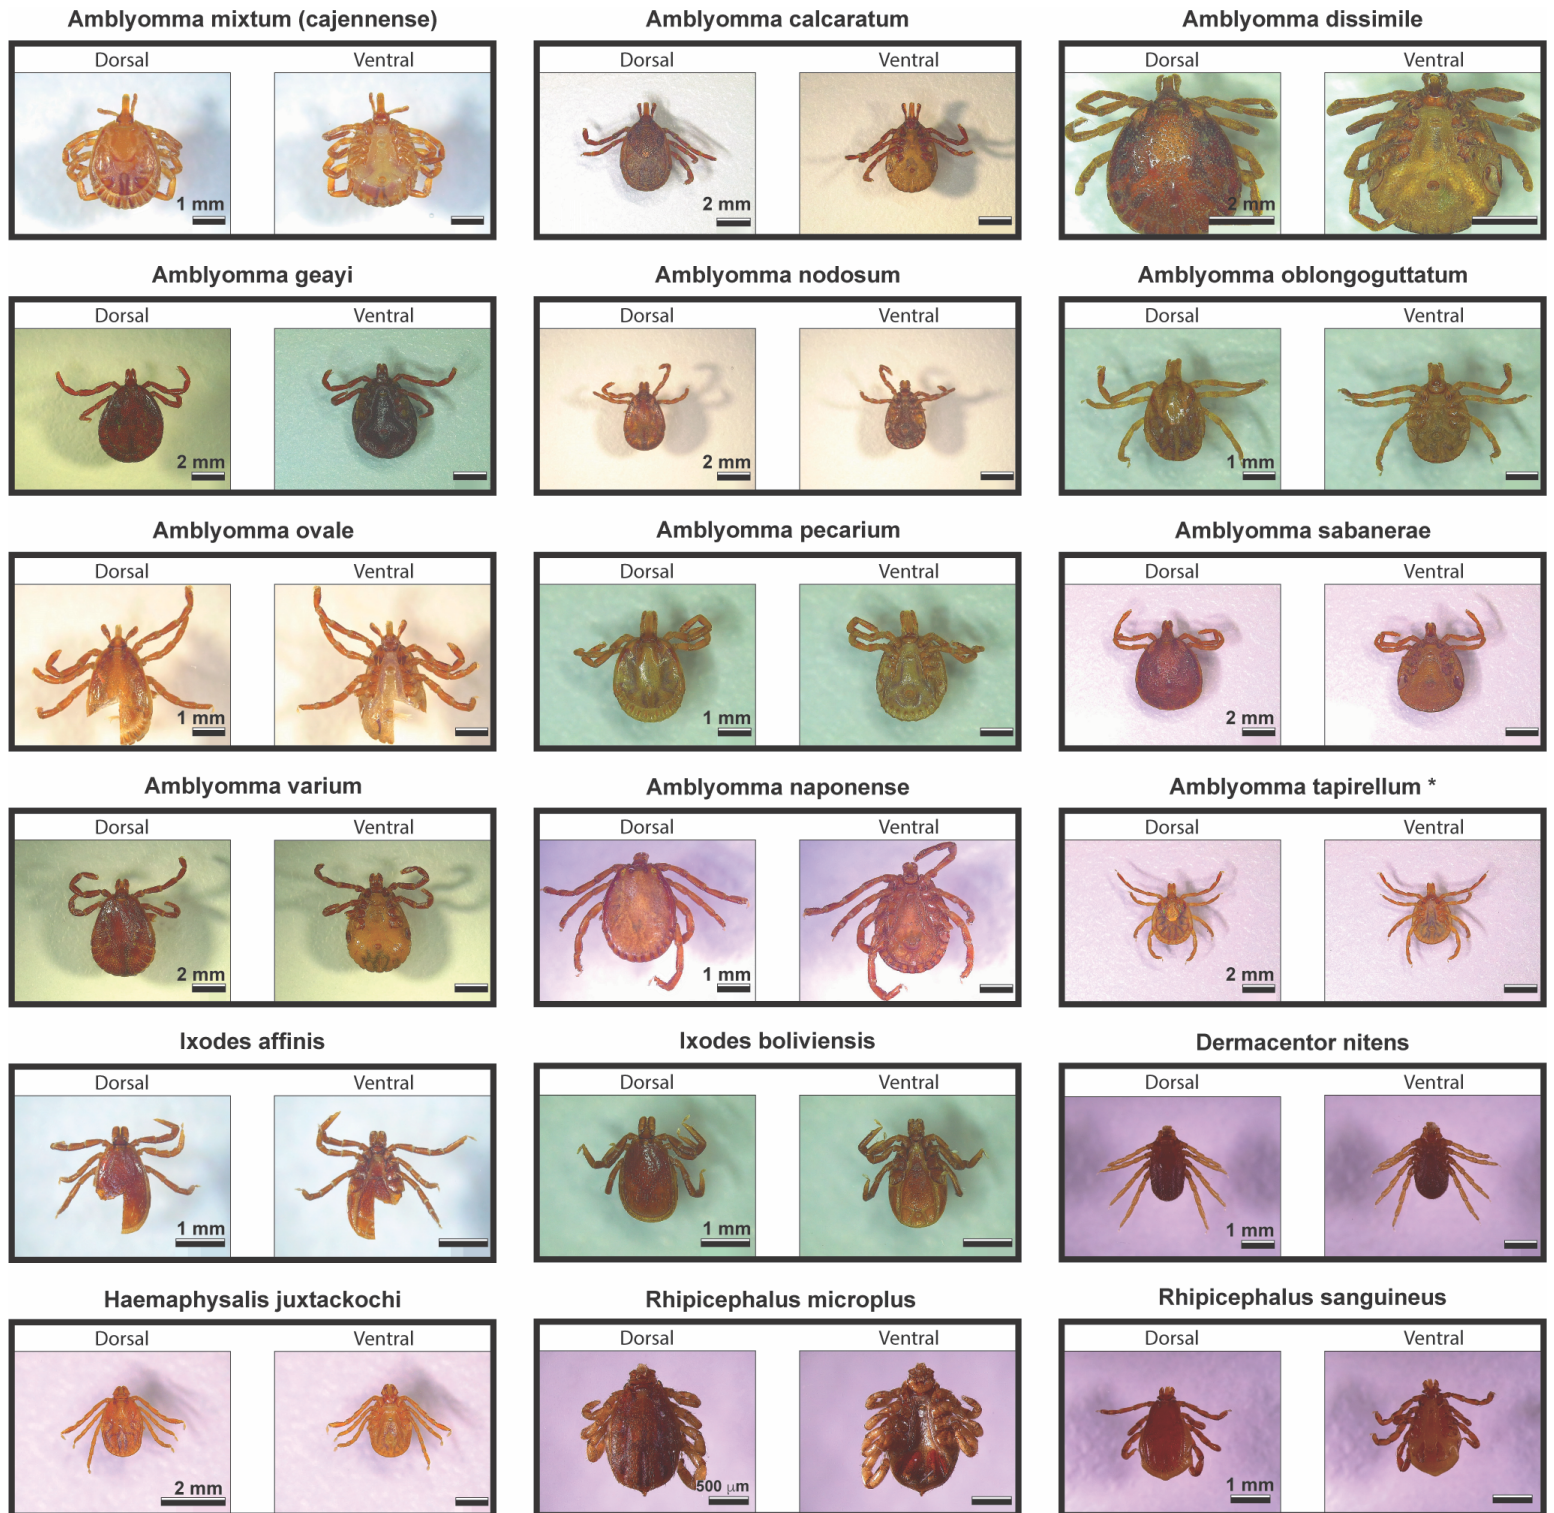 Amblyomma mixtum (cajennense)
Amblyomma calcaratum
Amblyomma dissimile
Dorsal
Ventral
Dorsal
Ventral
Dorsal
Ventral
1 mm
2 mm
2 mm
Amblyomma geayi
Amblyomma nodosum
Amblyomma oblongoguttatum
Dorsal
Ventral
Dorsal
Ventral
Dorsal
Ventral
2 mm
2 mm
1 mm
Amblyomma ovale
Amblyomma pecarium
Amblyomma sabanerae
Dorsal
Ventral
Dorsal
Ventral
Dorsal
Ventral
1 mm
1 mm
2 mm
Amblyomma varium
Amblyomma naponense
Amblyomma tapirellum *
Dorsal
Ventral
Dorsal
Ventral
Dorsal
Ventral
2 mm
1 mm
2 mm
Ixodes affinis
Ixodes boliviensis
Dermacentor nitens
Dorsal
Ventral
Dorsal
Ventral
Dorsal
Ventral
1 mm
1 mm
1 mm
Haemaphysalis juxtackochi
Rhipicephalus microplus
Rhipicephalus sanguineus
Dorsal
Ventral
Dorsal
Ventral
Dorsal
Ventral
2 mm
500 µm
1 mm